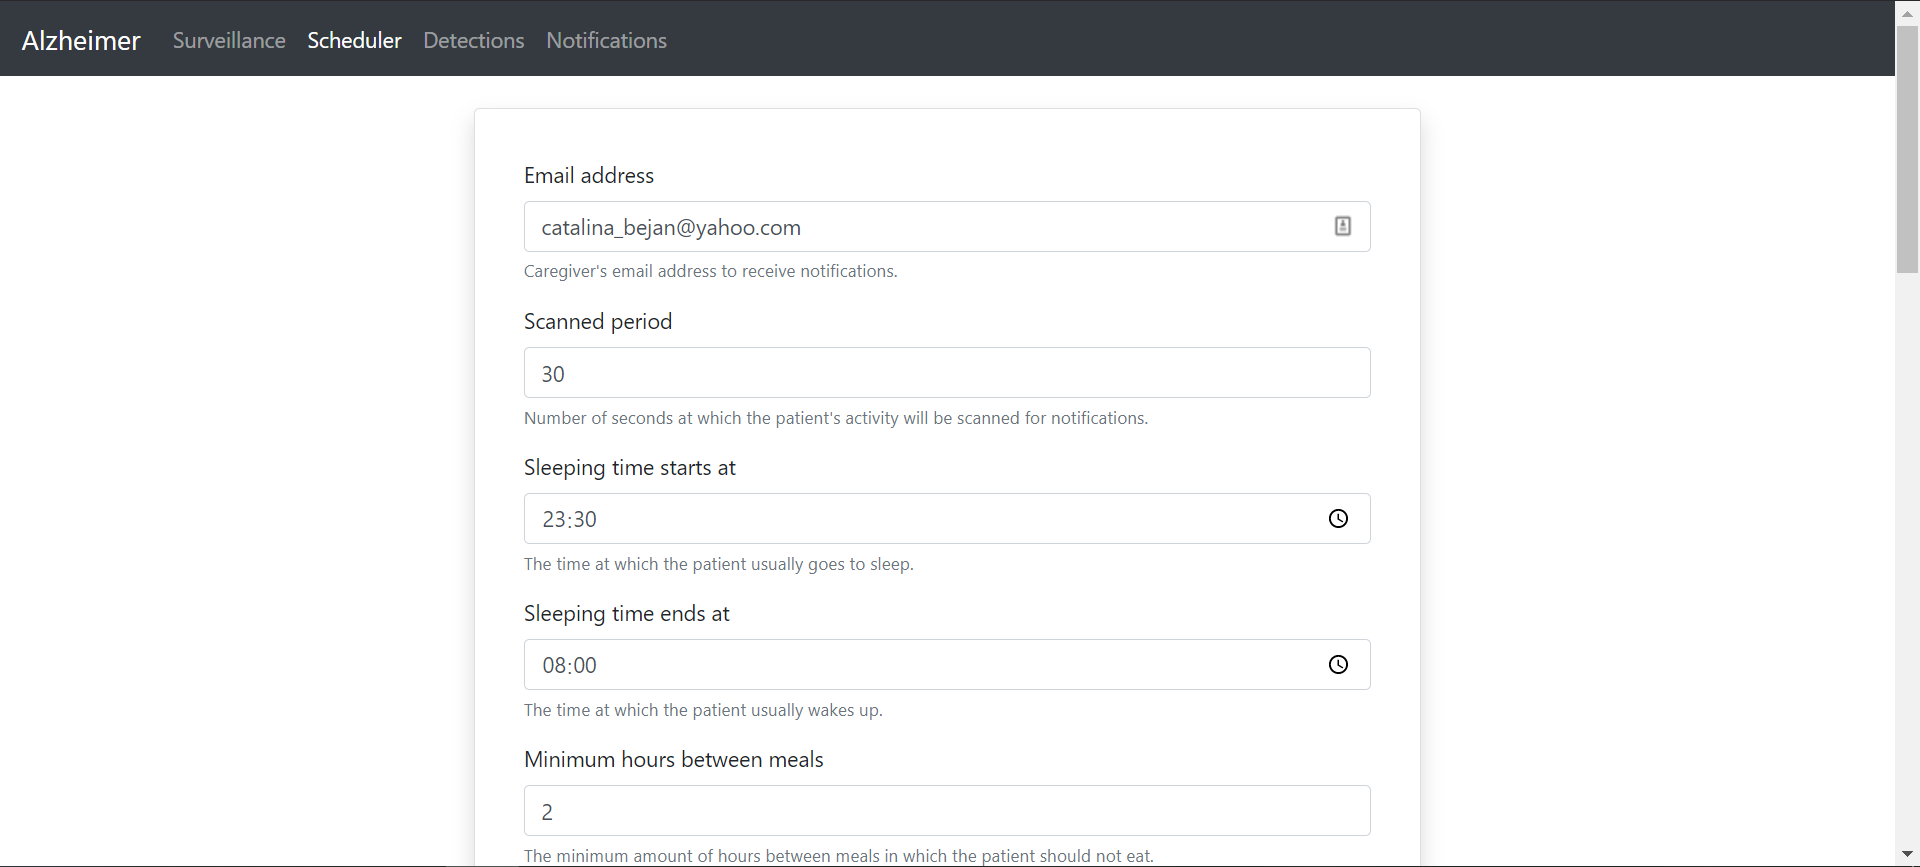 Alzheimer Surveillance Scheduler Detections Notifications
Email address
catalina_bejan@yahoo.com
Caregiver's email address to receive notifications.
Scanned period
30
Number of seconds at which the patient's activity will be scanned for notifications.
Sleeping time starts at
23:30
The time at which the patient usually goes to sleep.
Sleeping time ends at
08:00
The time at which the patient usually wakes up.
Minimum hours between meals
2
The minimum amount of hours between meals in which the patient should not eat.